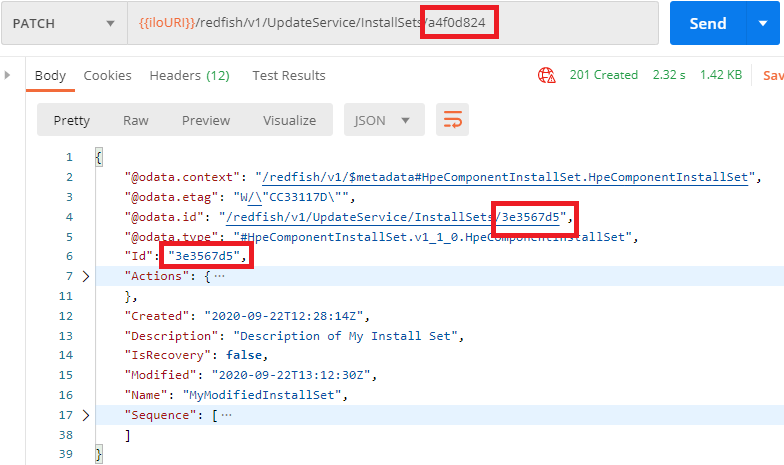 PATCH {{iloURI}}/redfish/v1/UpdateService/InstallSets/a4f0d824 Send
Body Cookies Headers (12) Test Results 201 Created 2.32 s 1.42 KB Sav
Pretty Raw Preview Visualize JSON
1 {
2 "@odata.context": "/redfish/v1/$metadata#HpeComponentInstallSet.HpeComponentInstallSet",
3 "@odata.etag": "W/\"CC33117D\"",
4 "@odata.id": "/redfish/v1/UpdateService/InstallSets/3e3567d5",
5 "@odata.type": "#HpeComponentInstallSet.v1_1_0.HpeComponentInstallSet",
6 "Id": "3e3567d5",
7 "Actions": { ⋯
11 },
12 "Created": "2020-09-22T12:28:14Z",
13 "Description": "Description of My Install Set",
14 "IsRecovery": false,
15 "Modified": "2020-09-22T13:12:30Z",
16 "Name": "MyModifiedInstallSet",
17 "Sequence": [ ⋯
38 ]
39 }